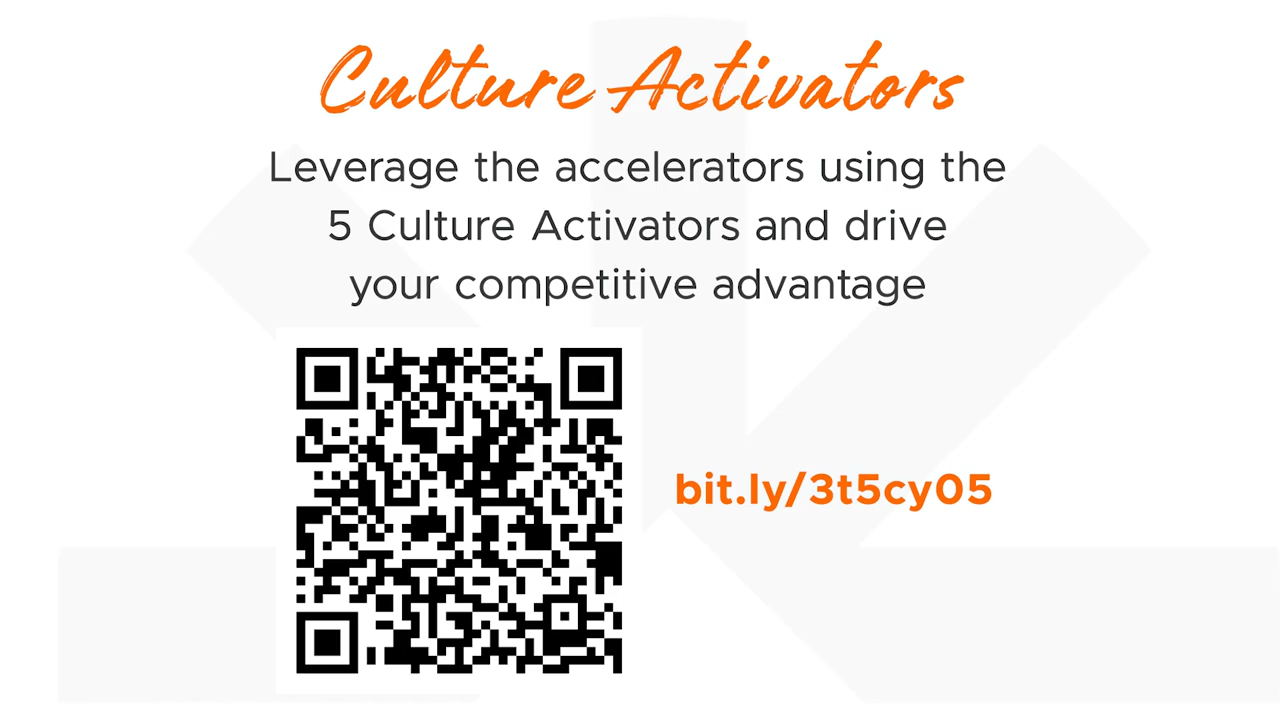 Culture Activators
Leverage the accelerators using the
5 Culture Activators and drive
your competitive advantage
bit.ly/3t5cy05